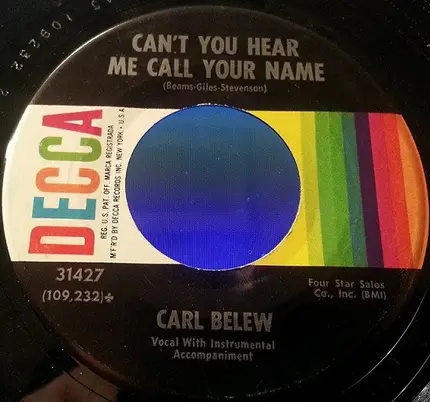 109232
CAN'T YOU HEAR
ME CALL YOUR NAME
(Beams-Giles-Stevenson)
DECCA
REG. U.S. PAT. OFF. MARCA REGISTRADA
M'F'R'D BY DECCA RECORDS INC. NEW YORK • U.S.A.
31427
(109,232)+
Four Star Sales
Co., Inc. (BMI)
CARL BELEW
Vocal With Instrumental
Accompaniment